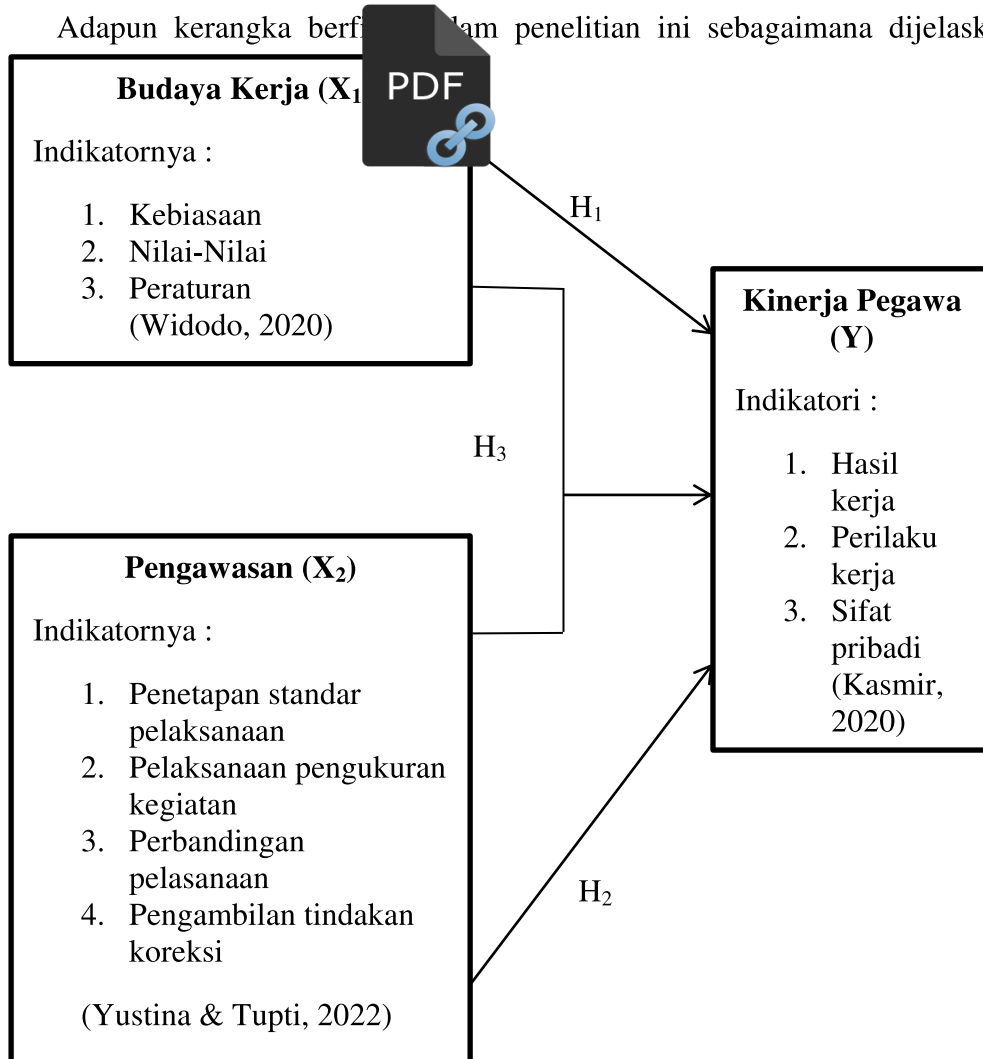 Adapun kerangka penelitian ini sebagaimana
Budaya Kerja (X₁
PDF
Indikatornya :
1. Kebiasaan
2. Nilai-Nilai
3. Peraturan
(Widodo, 2020)
H₁
Kinerja Pegawa
(Y)
Indikatori :
1. Hasil
kerja
2. Perilaku
kerja
3. Sifat
pribadi
(Kasmir,
2020)
H₃
Pengawasan (X₂)
Indikatornya :
1. Penetapan standar
pelaksanaan
2. Pelaksanaan pengukuran
kegiatan
3. Perbandingan
pelasanaan
4. Pengambilan tindakan
koreksi
(Yustina & Tupti, 2022)
H₂